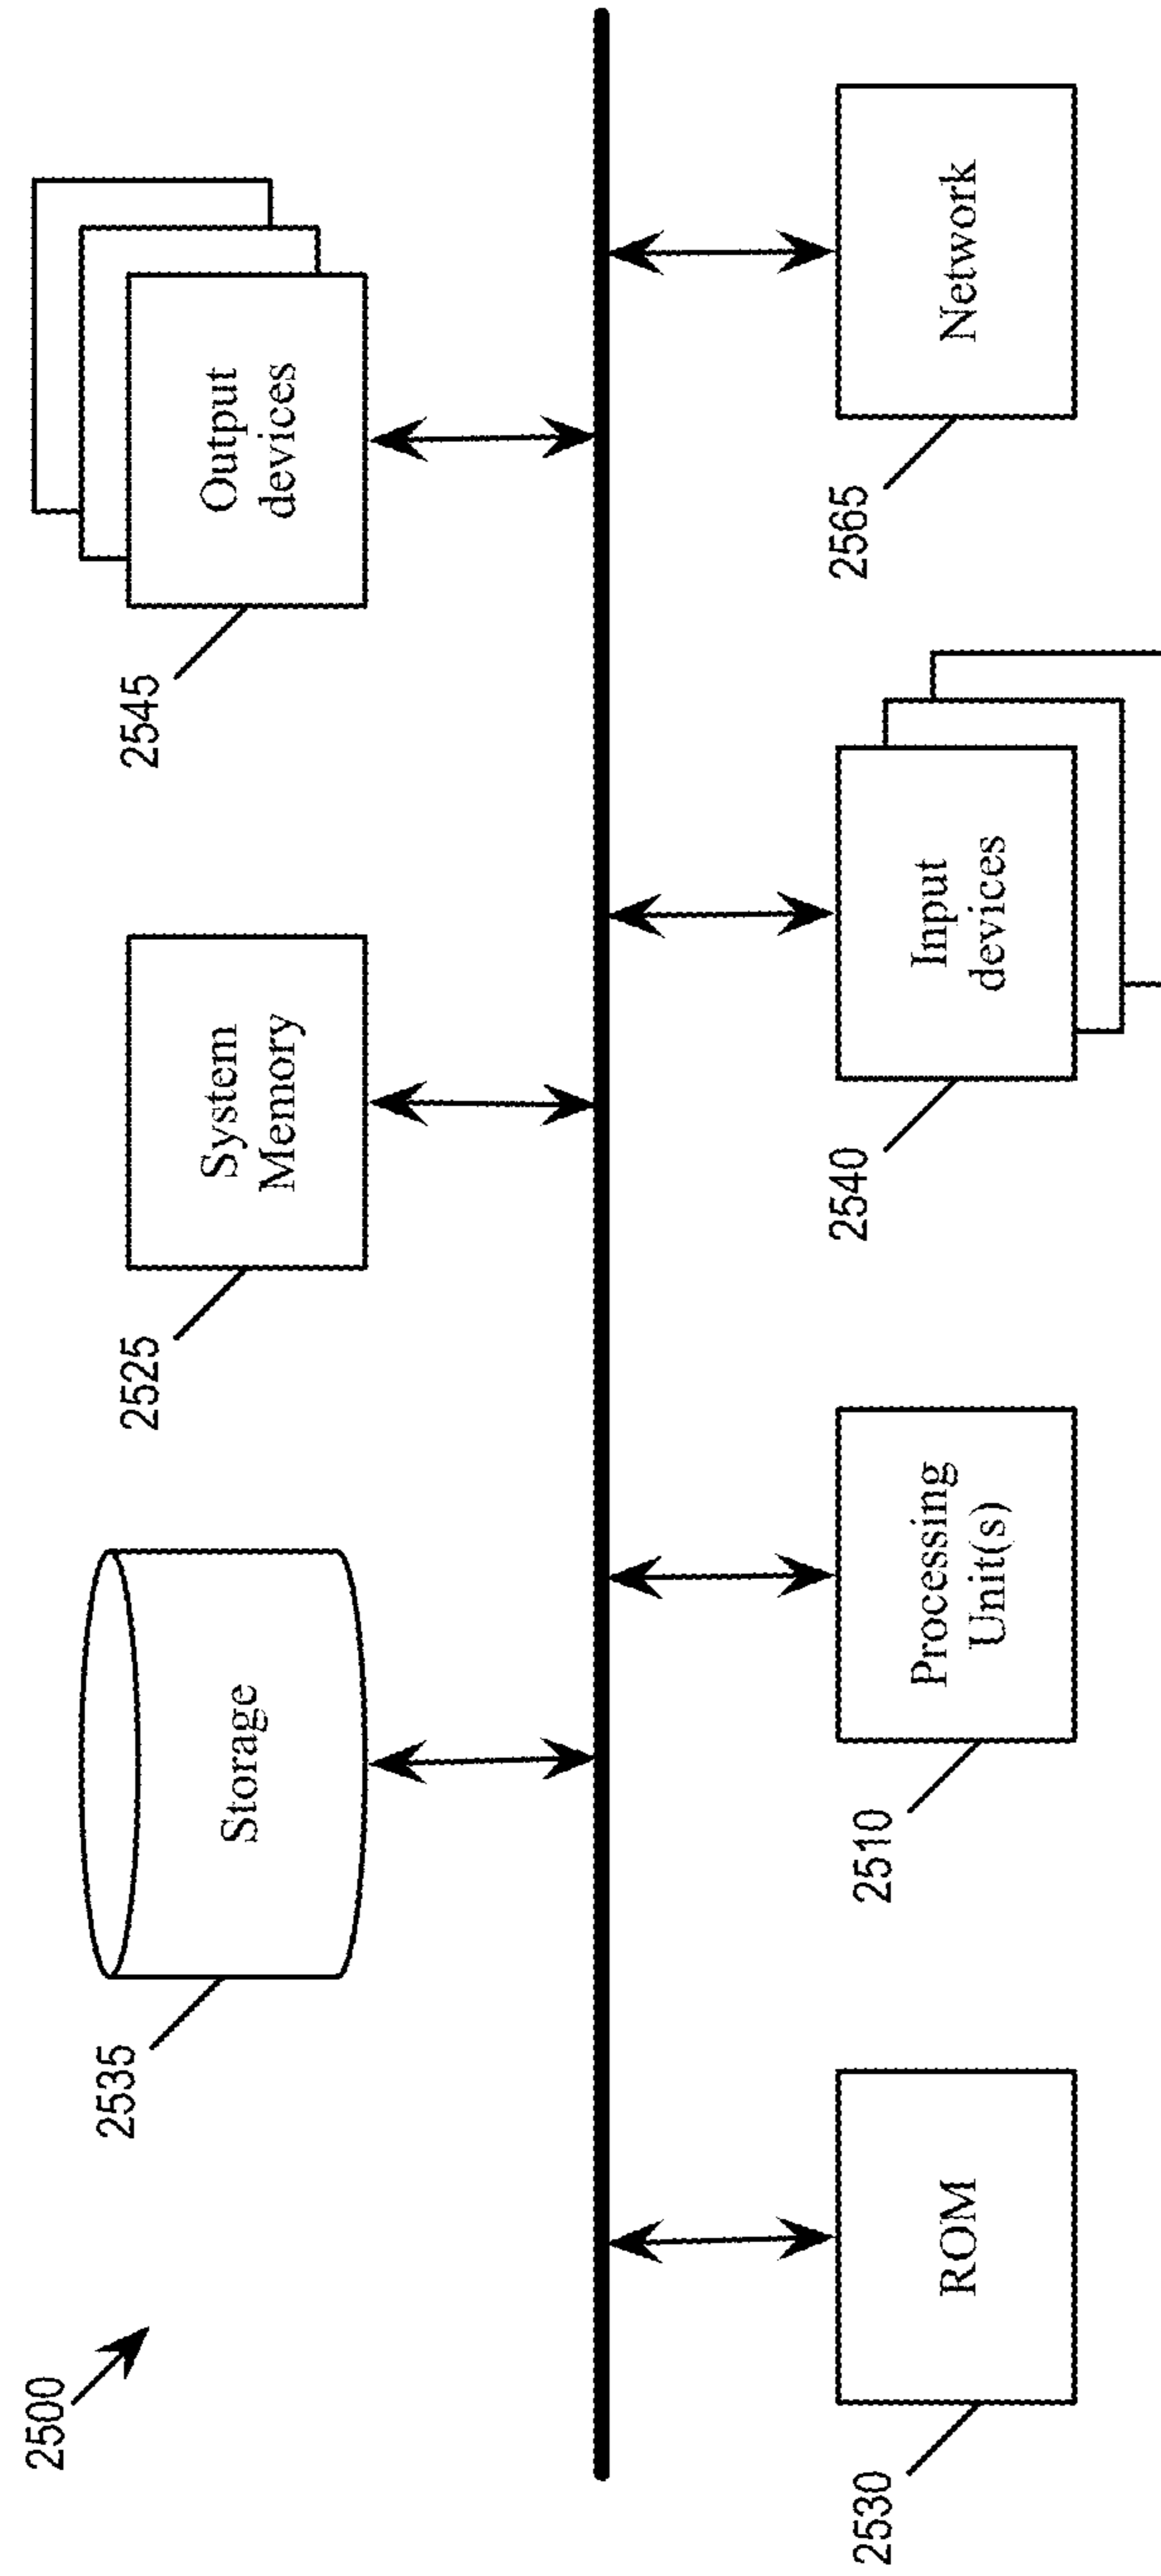 2500
2535
Storage
2525
System
Memory
2545
Output
devices
2530
ROM
2510
Processing
Unit(s)
2540
Input
devices
2565
Network